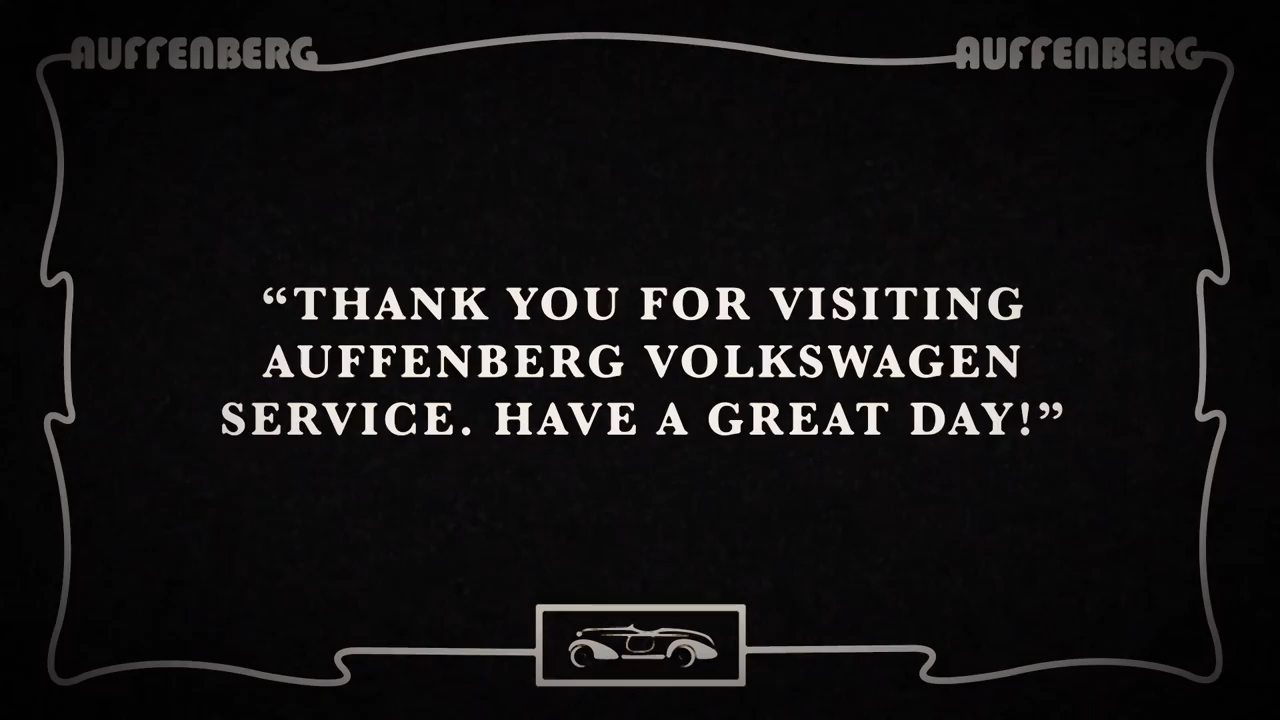 AUFFENBERG AUFFENBERG
“THANK YOU FOR VISITING
AUFFENBERG VOLKSWAGEN
SERVICE. HAVE A GREAT DAY!”